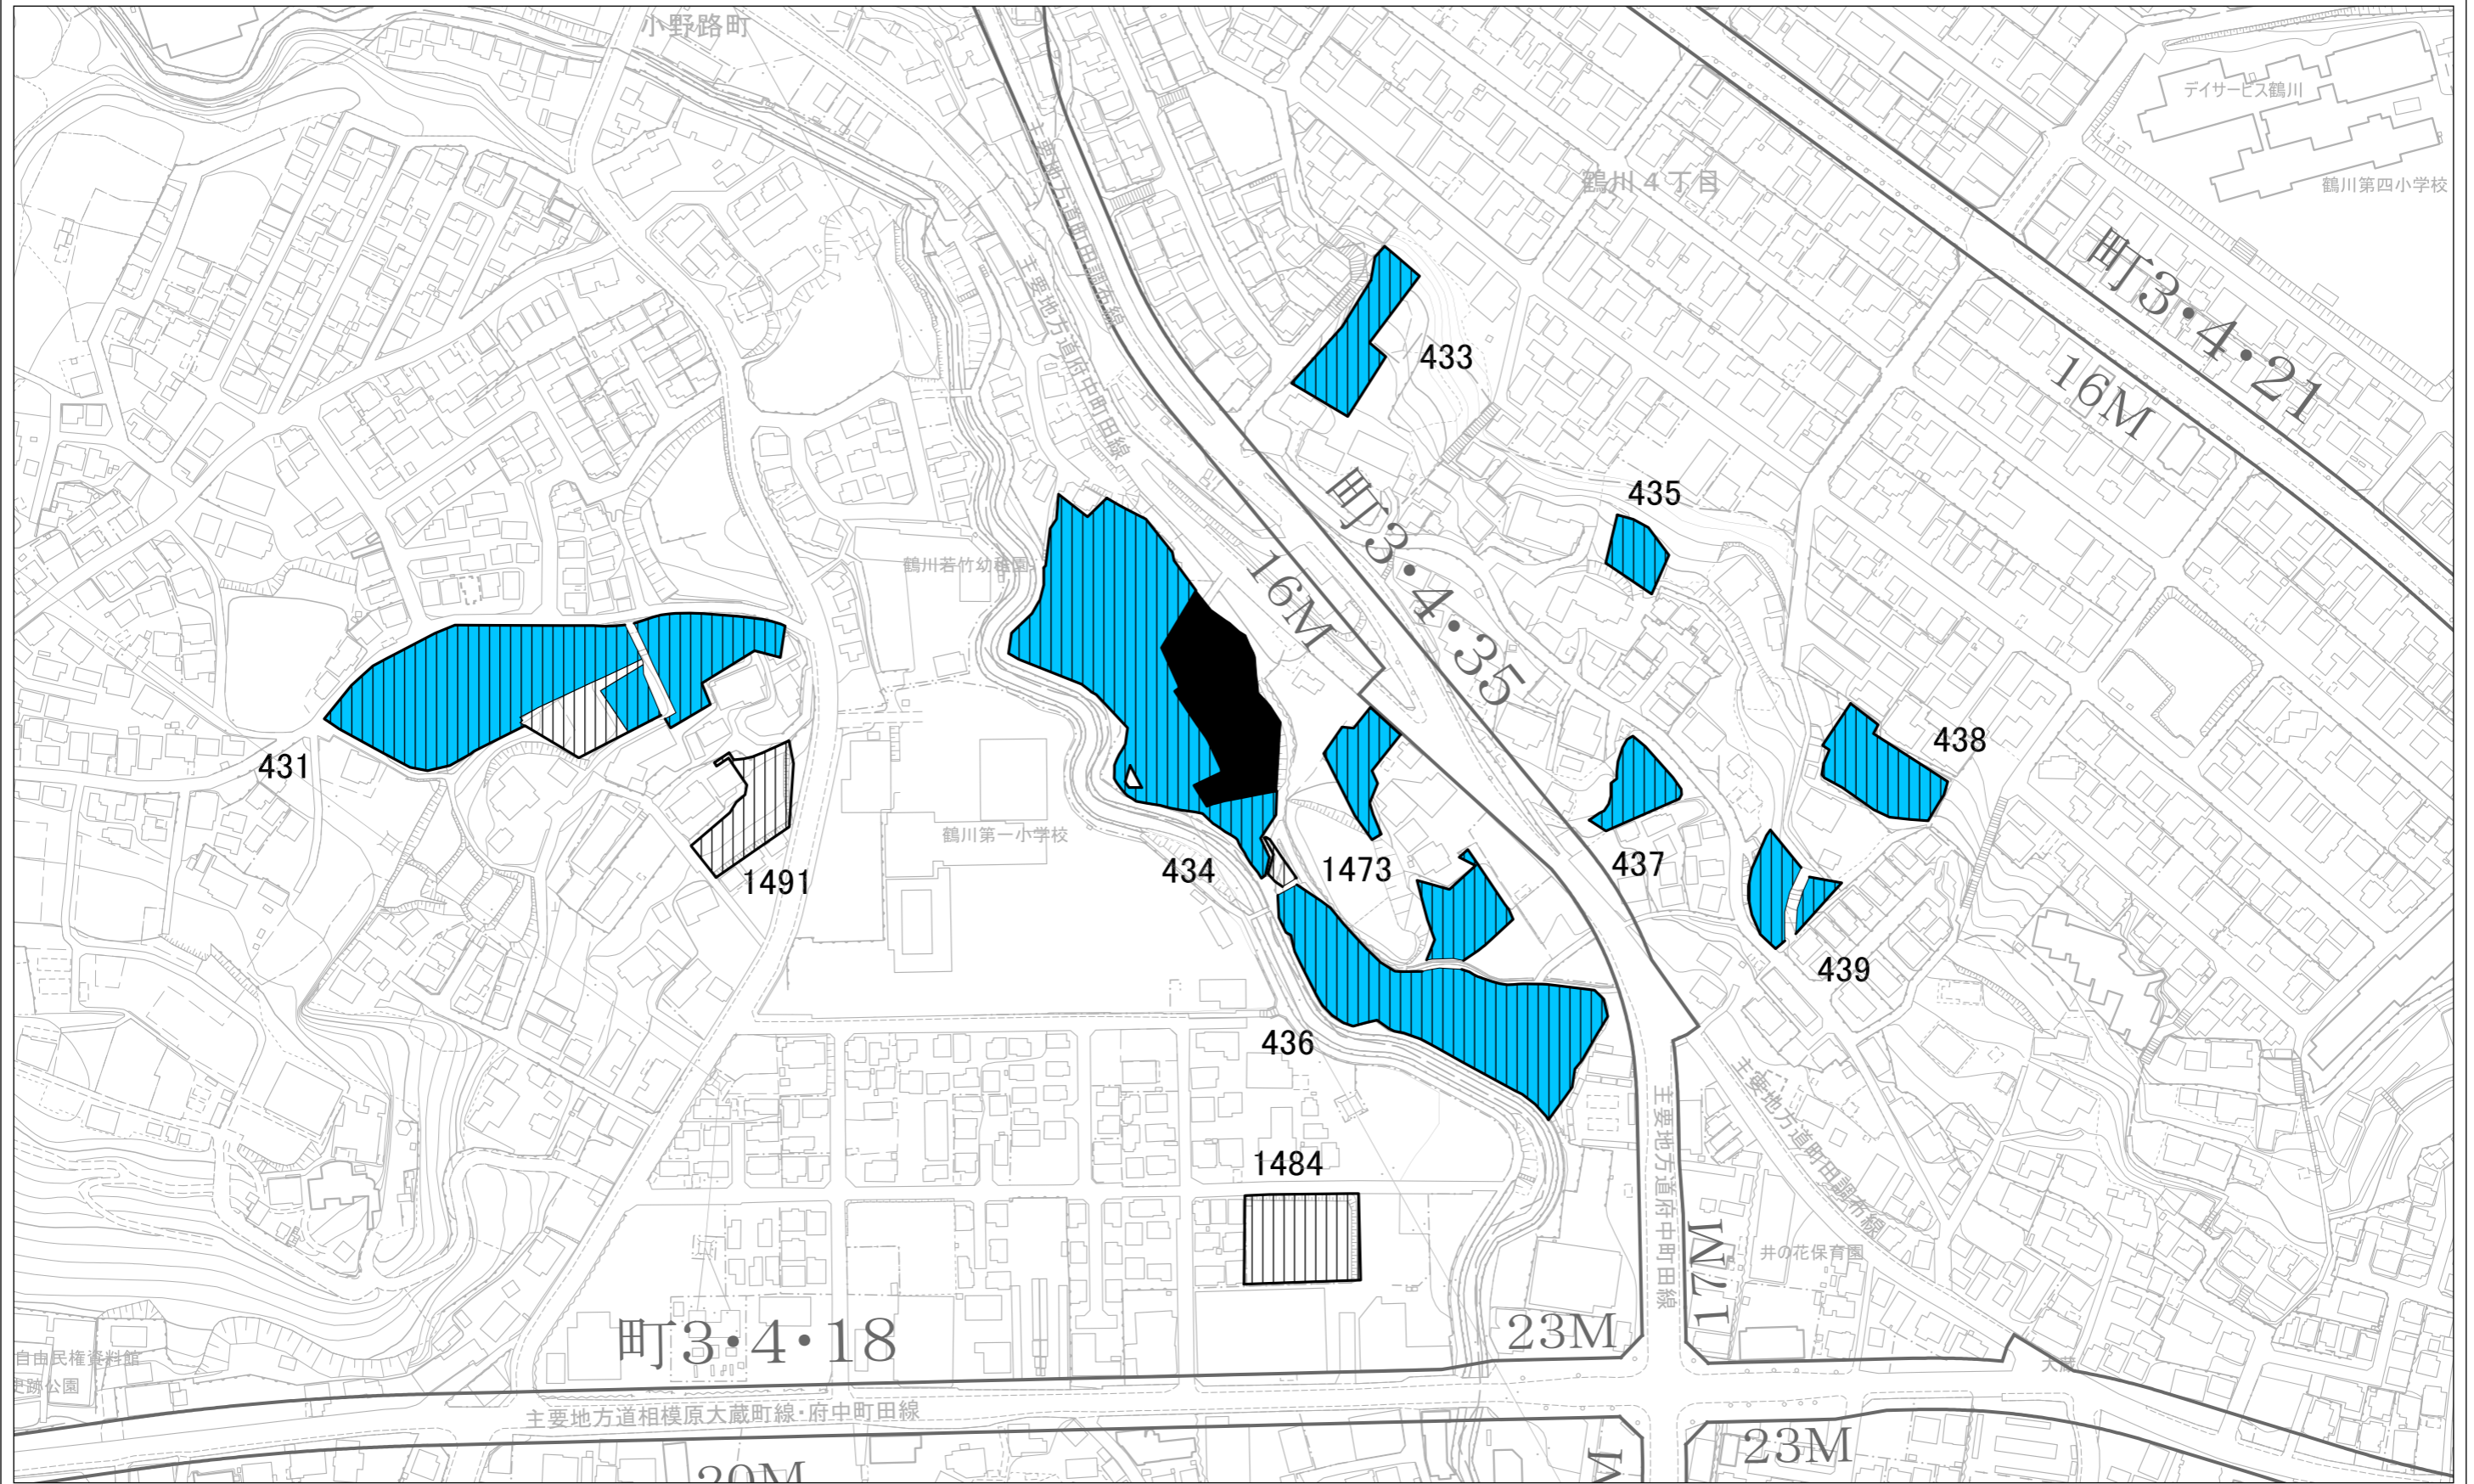 小野路町
デイサービス鶴川
鶴川4丁目
鶴川第四小学校
主要地方道町田調布線
主要地方道府中町田線
町3・4・21
16M
433
町3・4・35
435
16M
鶴川若竹幼稚園
431
438
437
434
1473
鶴川第一小学校
1491
439
436
1484
主要地方道府中町田線
主要地方道町田調布線
17M
井の花保育園
町3・4・18
23M
自由民権資料館
史跡公園
大蔵
主要地方道相模原大蔵町線・府中町田線
20M
23M